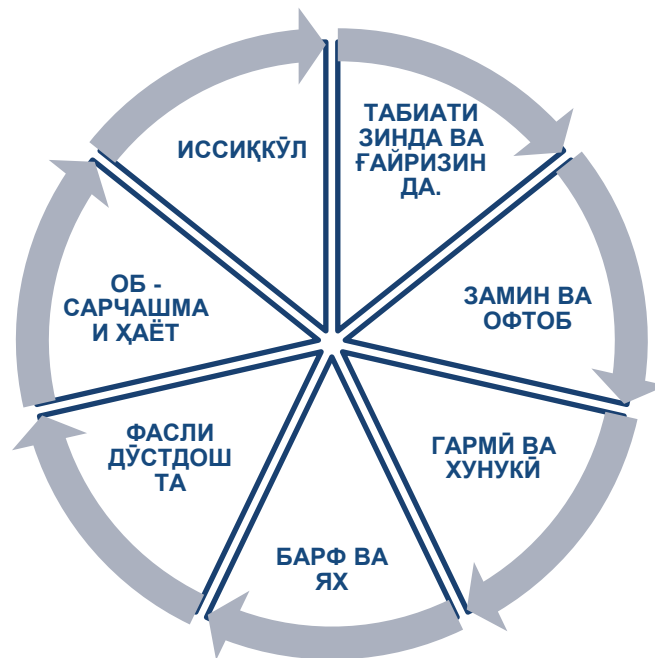 ТАБИАТИ
ЗИНДА ВА
ҒАЙРИЗИН
ДА.
ЗАМИН ВА
ОФТОБ
ГАРМӢ ВА
ХУНУКӢ
БАРФ ВА
ЯХ
ФАСЛИ
ДӮСТДОШ
ТА
ОБ -
САРЧАШМА
И ҲАЁТ
ИССИҚКӮЛ